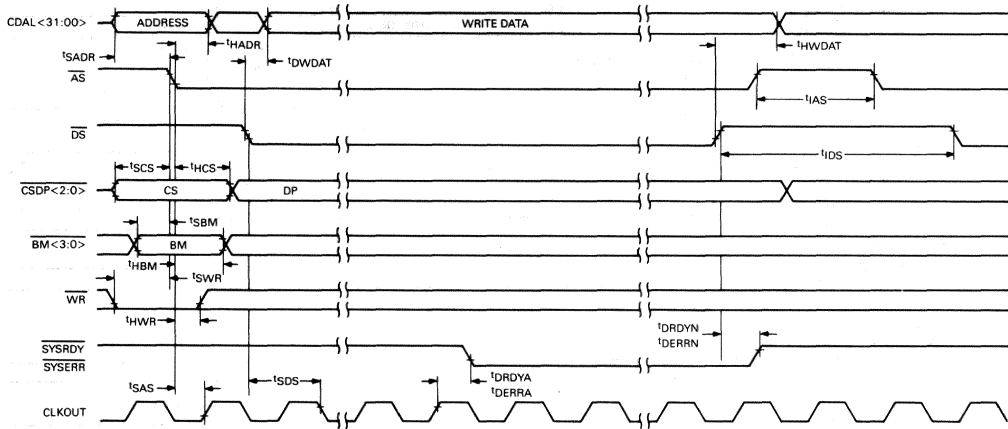 CDAL<31:00>
ADDRESS
WRITE DATA
tSADR
tHADR
tDWDAT
tHWDAT
AS
tIAS
DS
tSCS
tHCS
tIDS
CSDP<2:0>
CS
DP
tSBM
BM<3:0>
BM
tHBM
tSWR
WR
tHWR
tDRDYN
tDERRN
SYSRDY
SYSERR
tSAS
tSDS
tDRDYA
tDERRA
CLKOUT